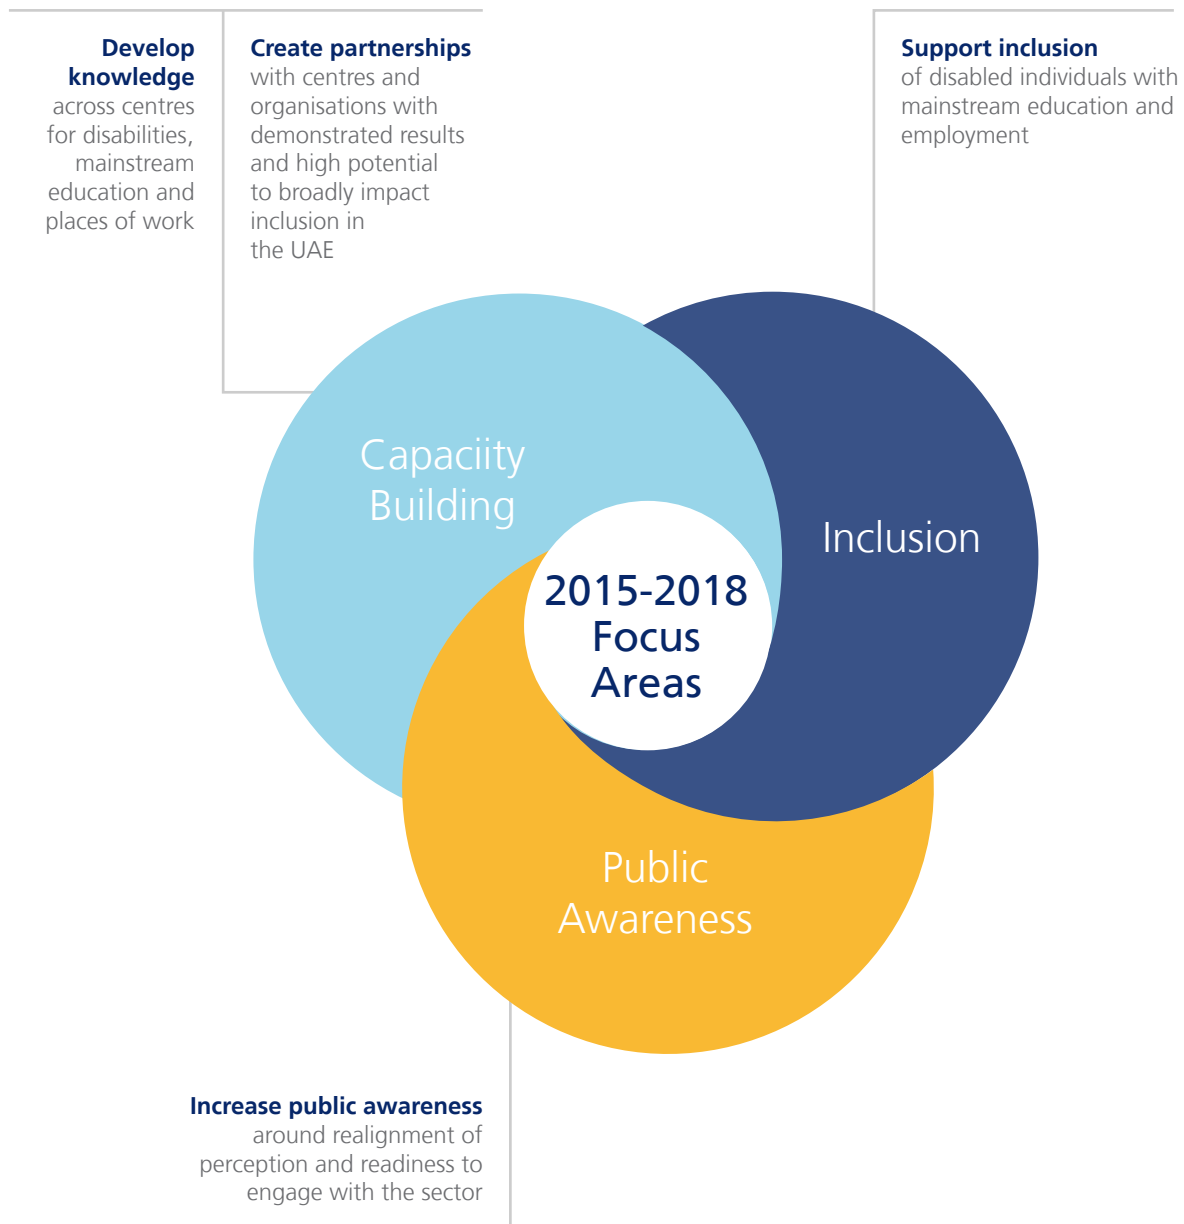 Develop
knowledge
across centres
for disabilities,
mainstream
education and
places of work
Create partnerships
with centres and
organisations with
demonstrated results
and high potential
to broadly impact
inclusion in
the UAE
Support inclusion
of disabled individuals with
mainstream education and
employment
Capaciity
Building
Inclusion
2015-2018
Focus
Areas
Public
Awareness
Increase public awareness
around realignment of
perception and readiness to
engage with the sector